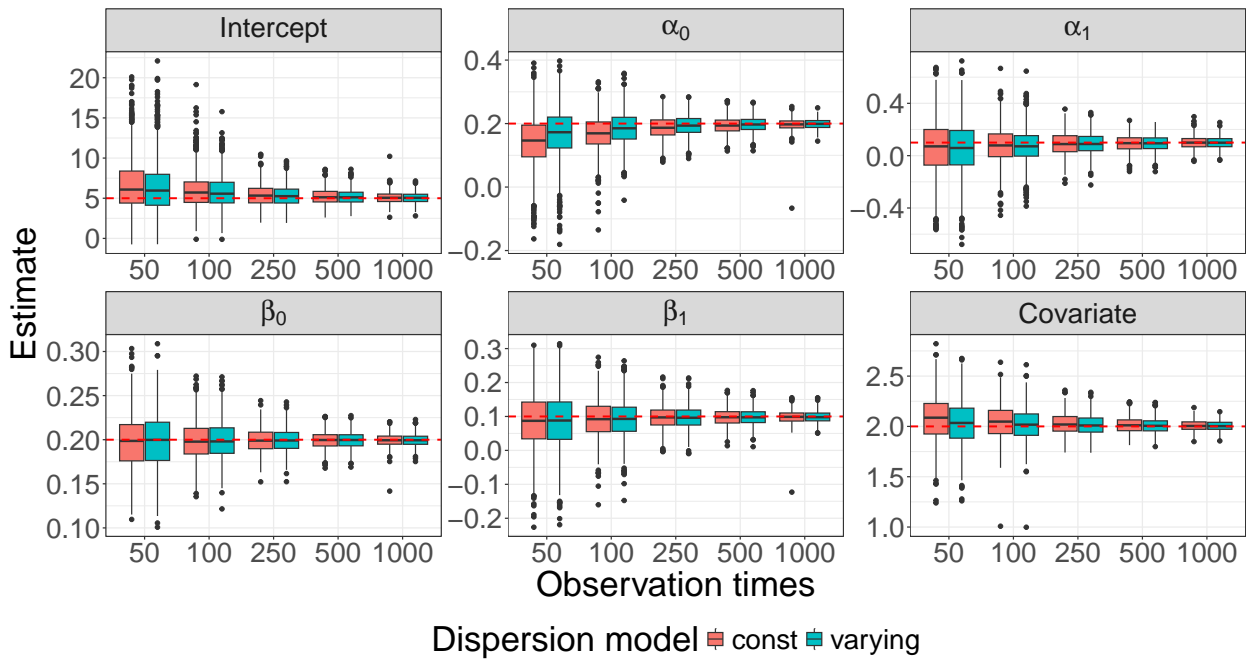 Intercept
α0
α1
20
15
10
5
0
0.4
0.2
0.0
−0.2
0.4
0.0
−0.4
50 100 250 500 1000
50 100 250 500 1000
50 100 250 500 1000
Estimate
β0
β1
Covariate
0.30
0.25
0.20
0.15
0.10
0.3
0.2
0.1
0.0
−0.1
−0.2
2.5
2.0
1.5
1.0
50 100 250 500 1000
50 100 250 500 1000
50 100 250 500 1000
Observation times
Dispersion model const varying